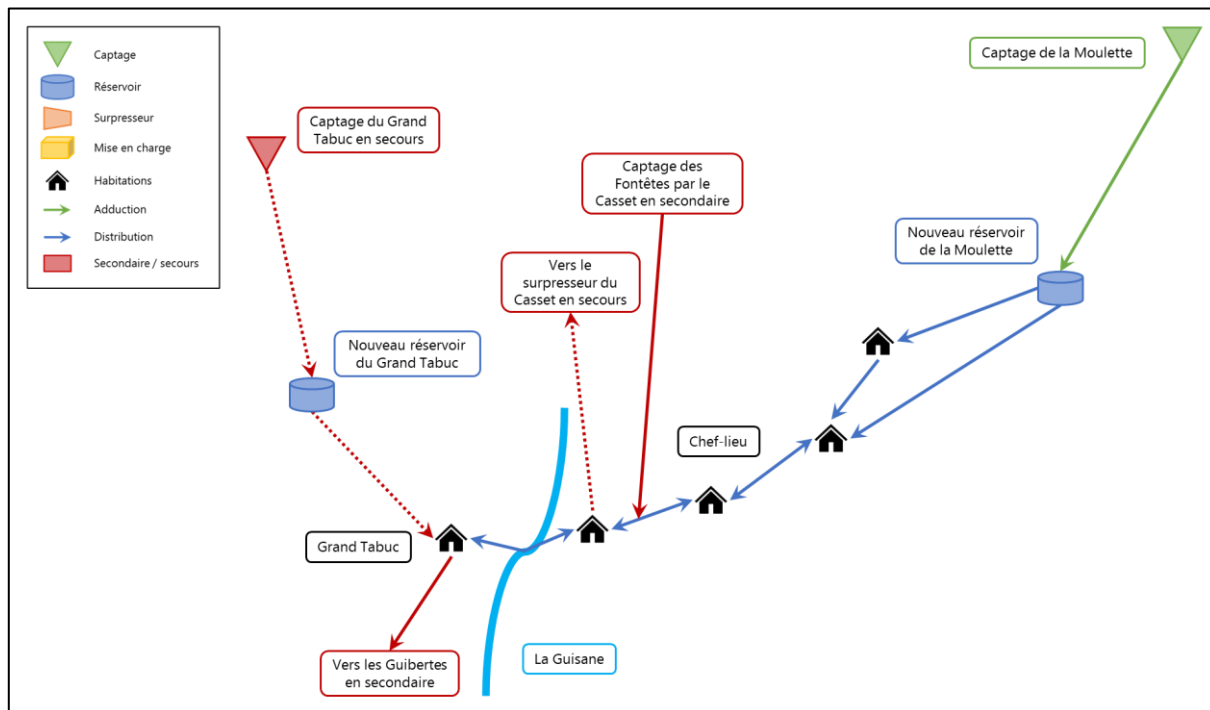 Captage
Réservoir
Surpresseur
Mise en charge
Habitations
Adduction
Distribution
Secondaire / secours
Captage du Grand
Tabuc en secours
Captage des
Fontêtes par le
Casset en secondaire
Captage de la Moulette
Nouveau réservoir
de la Moulette
Vers le
surpresseur du
Casset en secours
Nouveau réservoir
du Grand Tabuc
Chef-lieu
Grand Tabuc
Vers les Guibertes
en secondaire
La Guisane